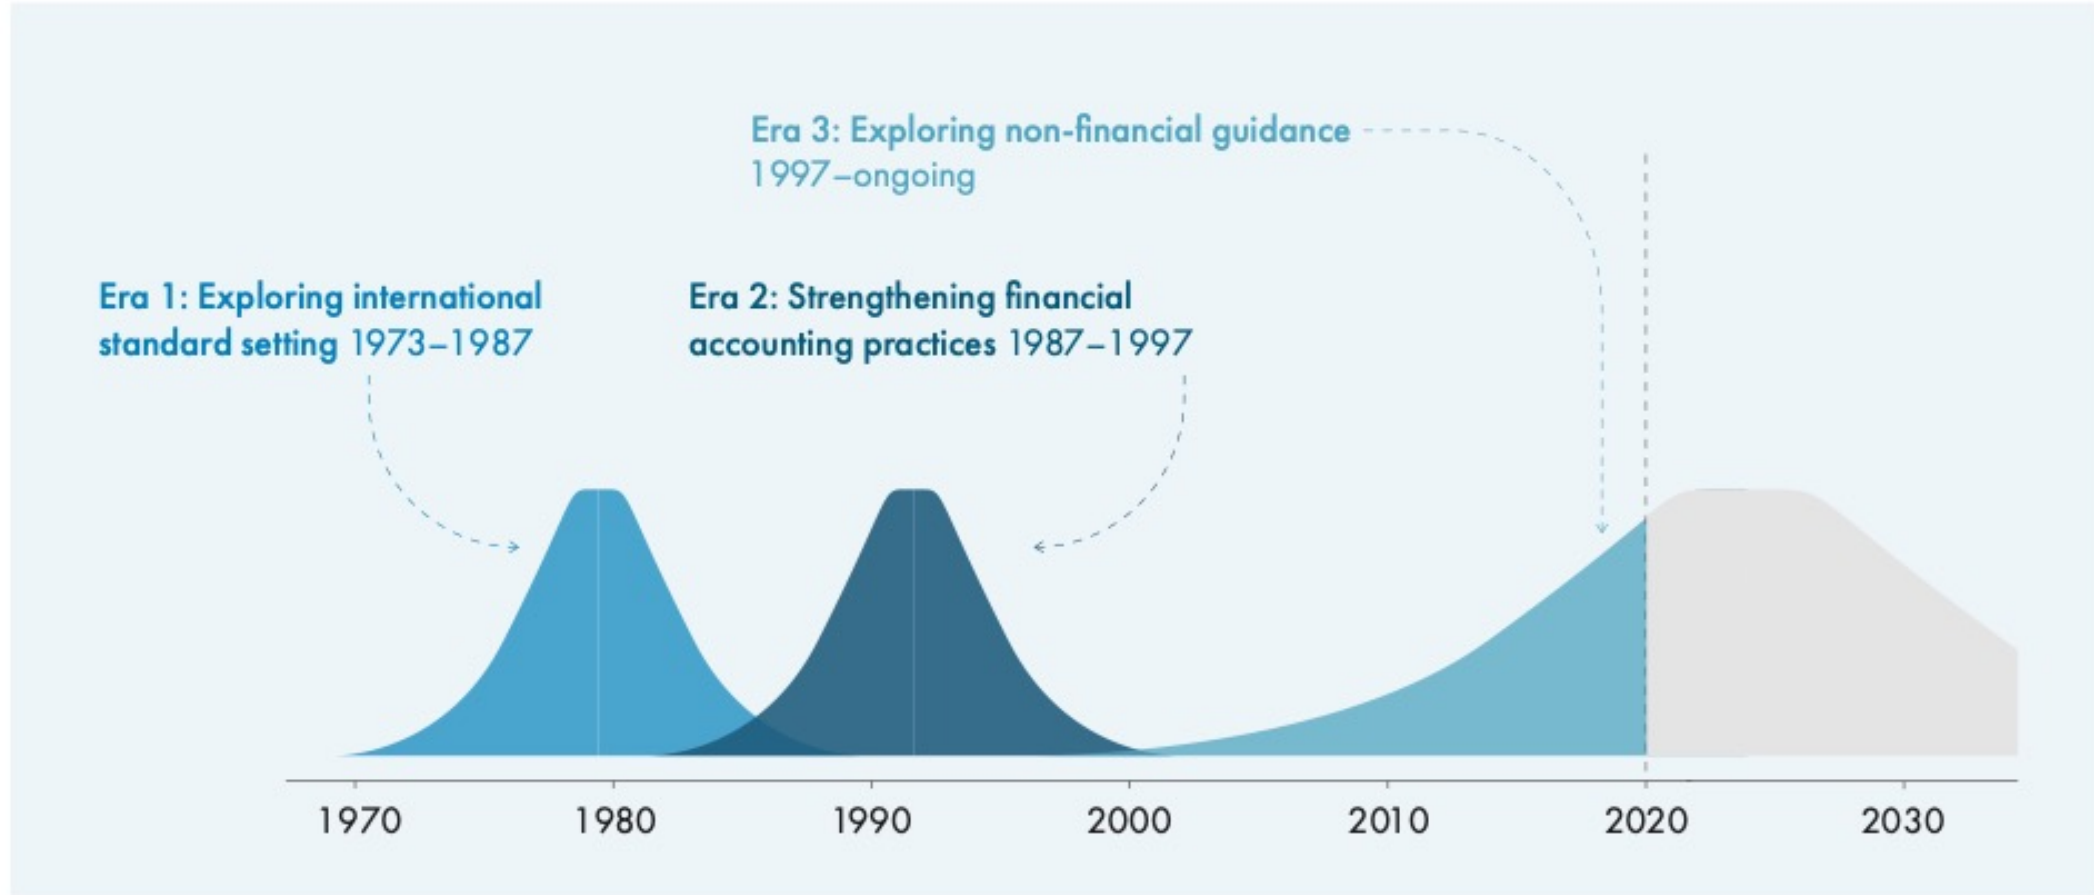 Era 3: Exploring non-financial guidance
1997–ongoing
Era 1: Exploring international
standard setting 1973–1987
Era 2: Strengthening financial
accounting practices 1987–1997
1970
1980
1990
2000
2010
2020
2030